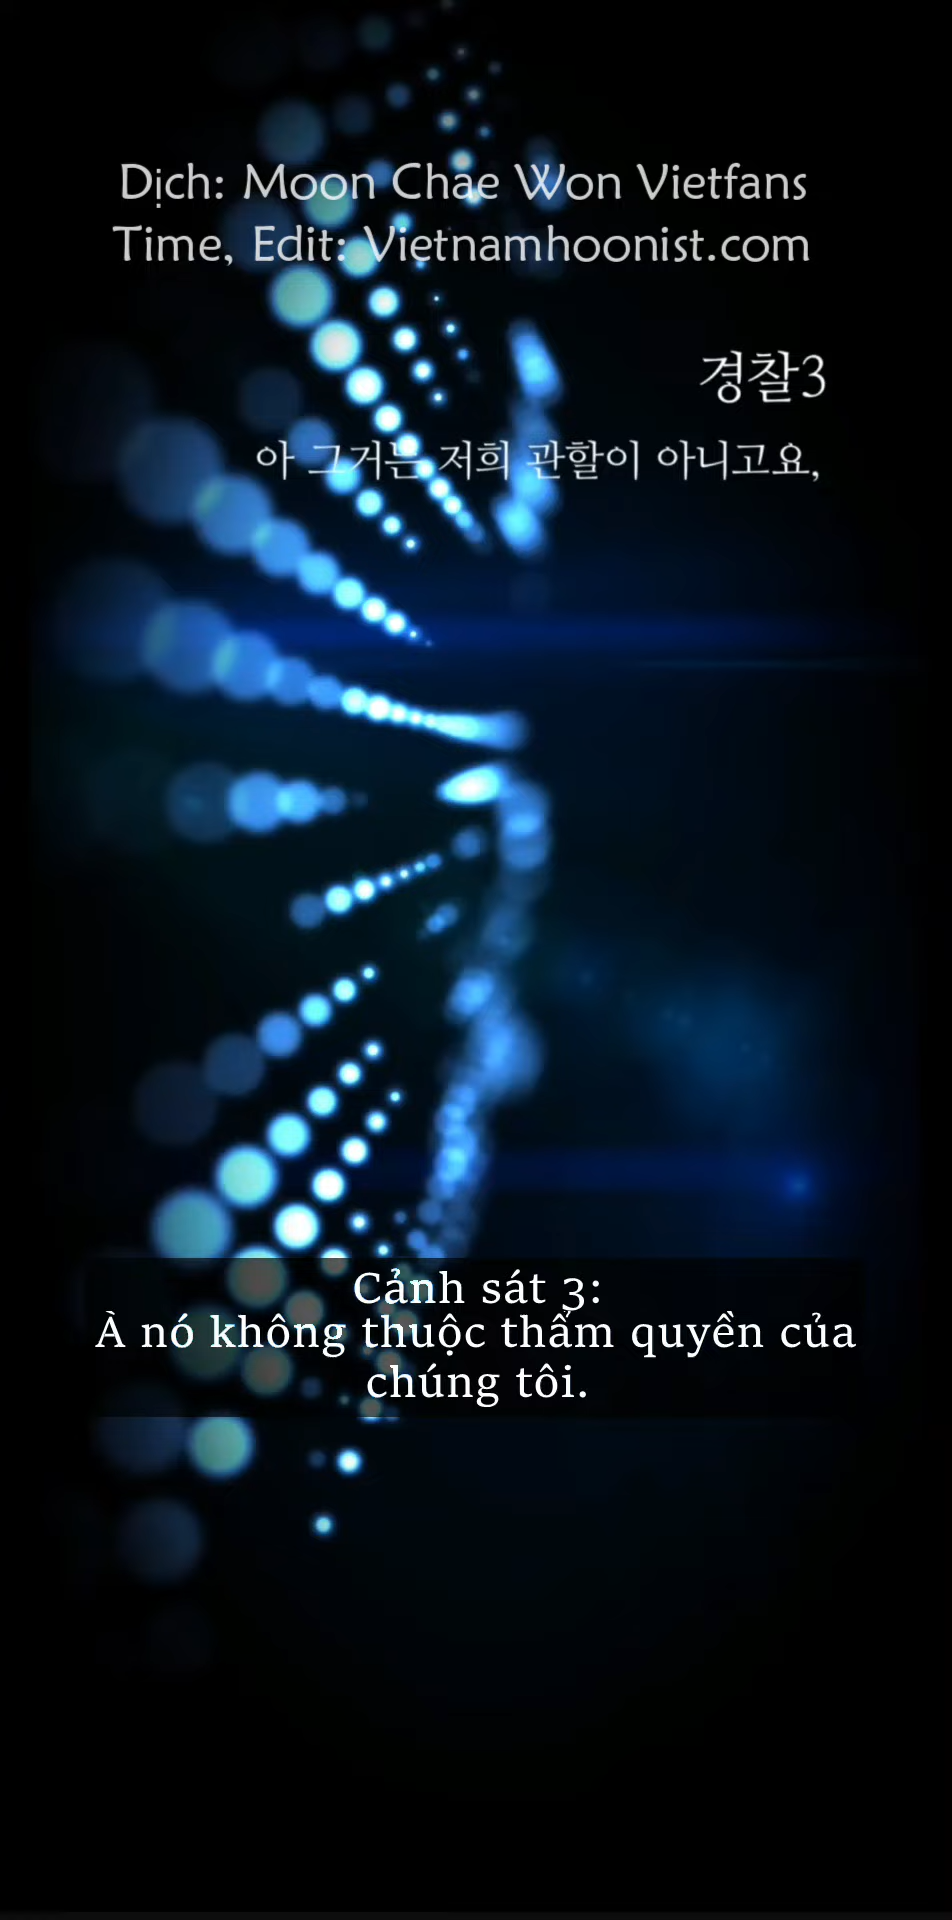 Dịch: Moon Chae Won Vietfans
Time, Edit: Vietnamhoonist.com
경찰3
아 그거는 저희 관할이 아니고요,
Cảnh sát 3:
À nó không thuộc thẩm quyền của
chúng tôi.